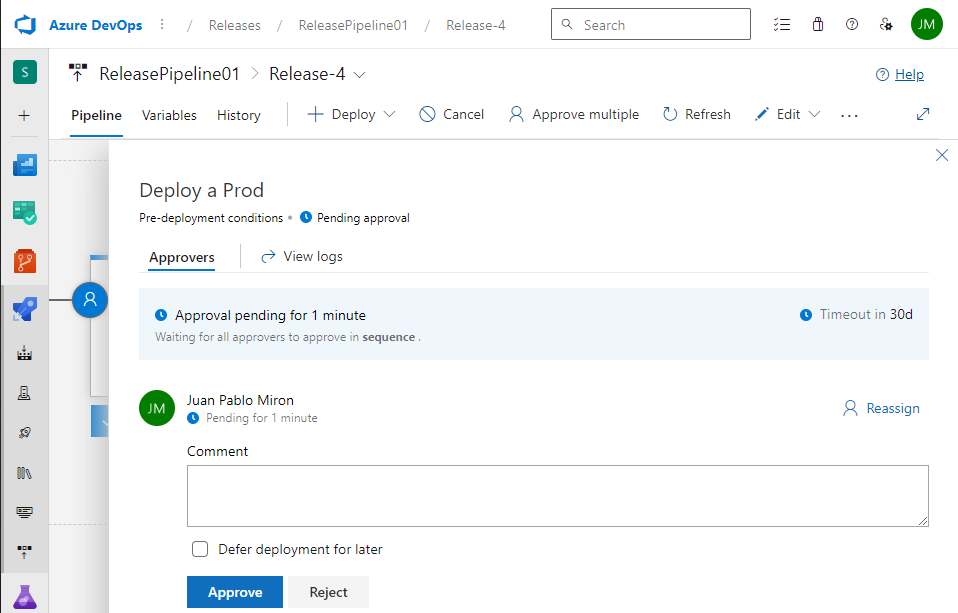 Azure DevOps / Releases / ReleasePipeline01 / Release-4 Search JM
S ReleasePipeline01 > Release-4 Help
Pipeline Variables History Deploy Cancel Approve multiple Refresh Edit ...
Deploy a Prod
Pre-deployment conditions • Pending approval
Approvers View logs
Approval pending for 1 minute Timeout in 30d
Waiting for all approvers to approve in sequence .
JM Juan Pablo Miron
Pending for 1 minute Reassign
Comment
Defer deployment for later
Approve Reject